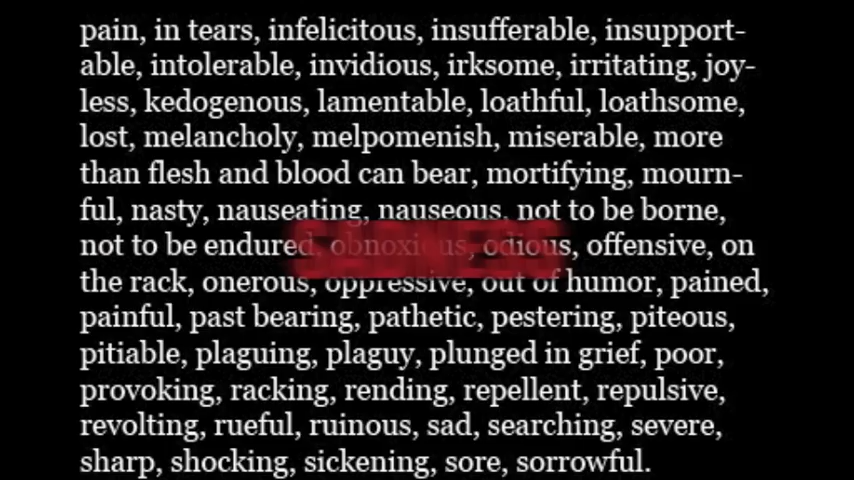 pain, in tears, infelicitous, insufferable, insupport-
able, intolerable, invidious, irksome, irritating, joy-
less, kedogenous, lamentable, loathful, loathsome,
lost, melancholy, melpomenish, miserable, more
than flesh and blood can bear, mortifying, mourn-
ful, nasty, nauseating, nauseous, not to be borne,
not to be endured, obnoxious, odious, offensive, on
the rack, onerous, oppressive, out of humor, pained,
painful, past bearing, pathetic, pestering, piteous,
pitiable, plaguing, plaguy, plunged in grief, poor,
provoking, racking, rending, repellent, repulsive,
revolting, rueful, ruinous, sad, searching, severe,
sharp, shocking, sickening, sore, sorrowful.